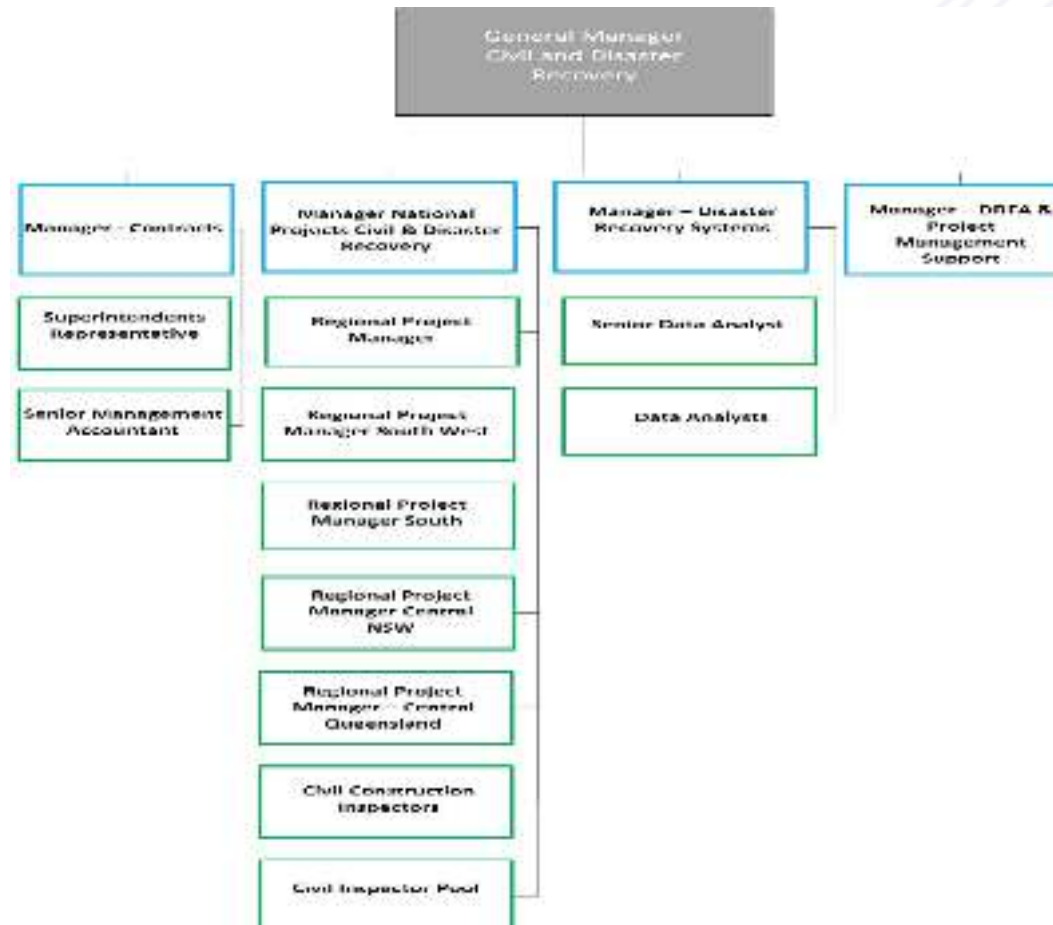 General Manager
Civil and Disaster
Recovery
Manager - Contracts
Superintendents
Representative
Senior Management
Accountant
Manager National
Projects Civil & Disaster
Recovery
Regional Project
Manager
Regional Project
Manager South West
Regional Project
Manager South
Regional Project
Manager Central
NSW
Regional Project
Manager – Central
Queensland
Civil Construction
Inspectors
Civil Inspector Pool
Manager – Disaster
Recovery Systems
Senior Data Analyst
Data Analysts
Manager – DRFA &
Project
Management
Support